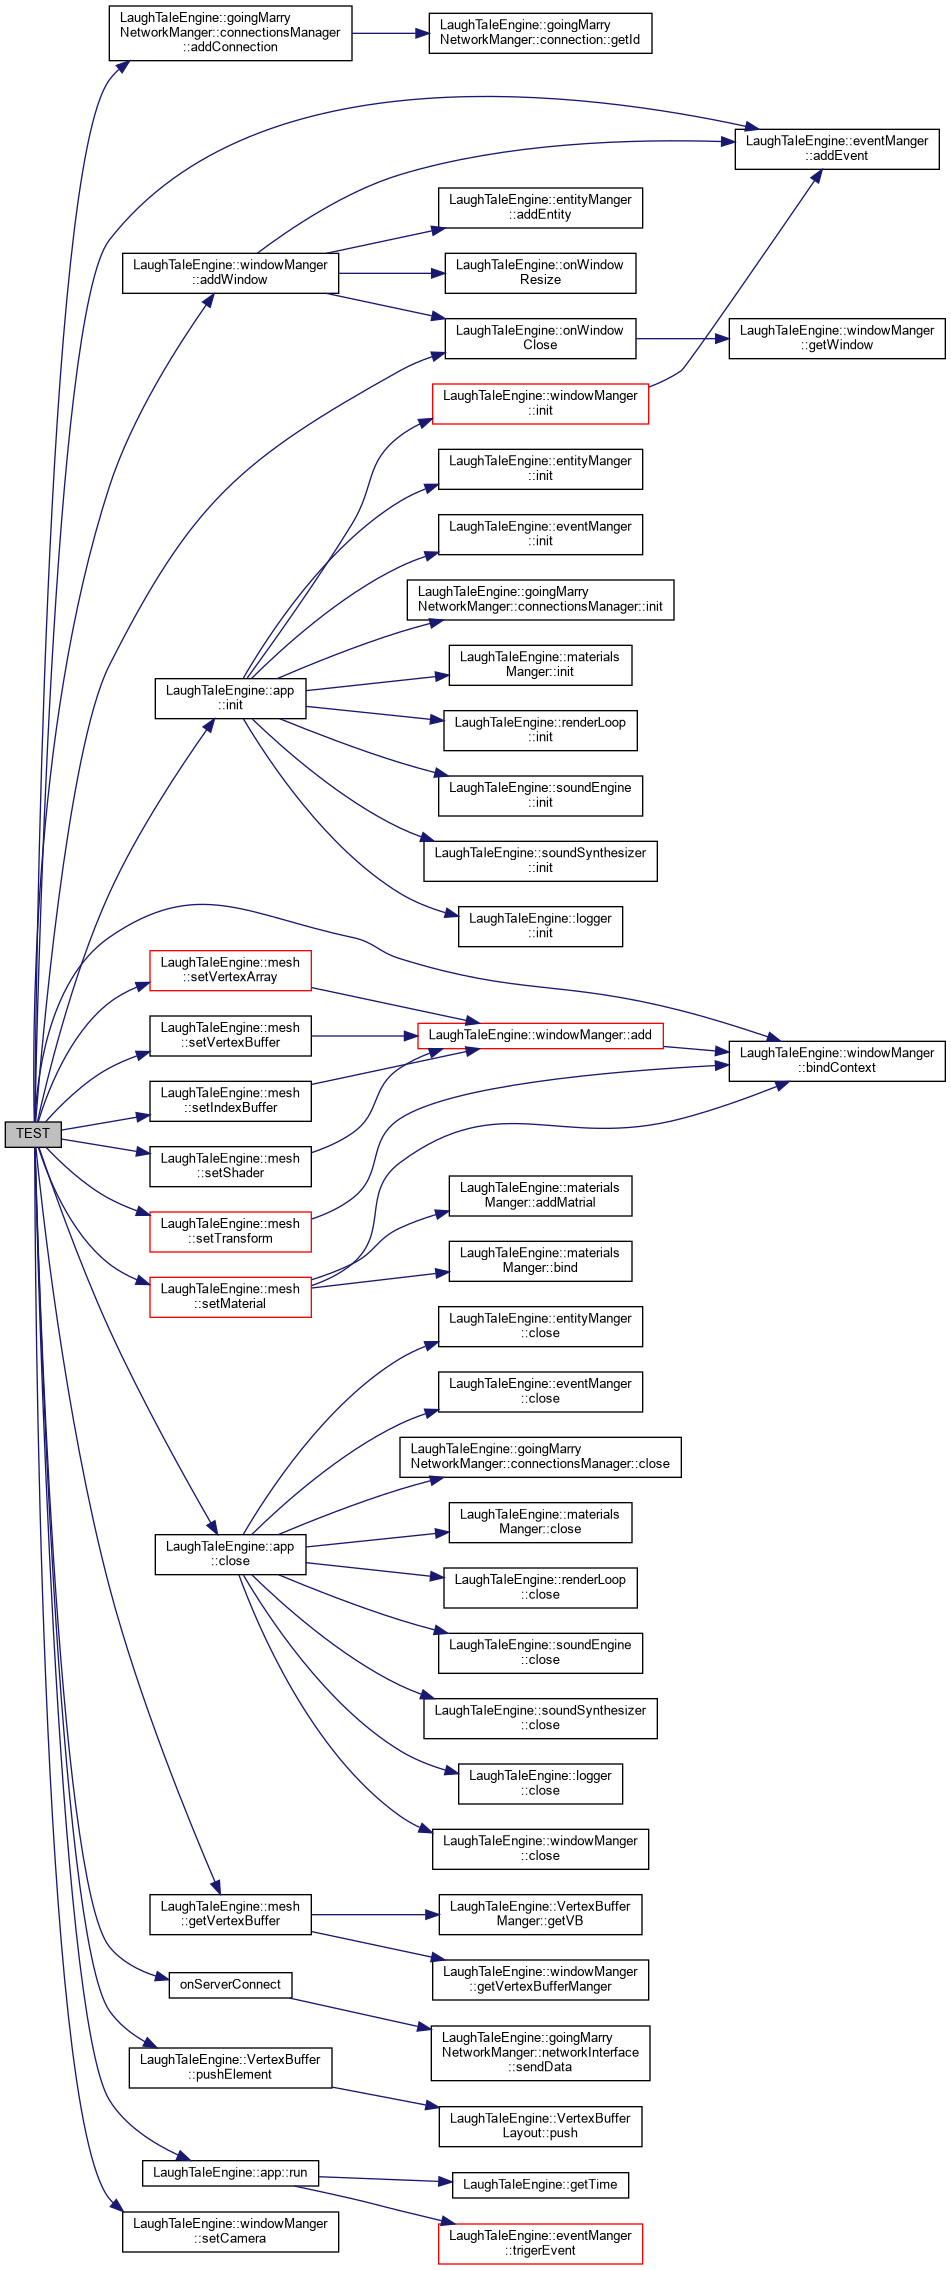 LaughTaleEngine::goingMarry
NetworkManger::connectionsManager
::addConnection
LaughTaleEngine::goingMarry
NetworkManger::connection::getId
LaughTaleEngine::eventManger
::addEvent
LaughTaleEngine::entityManger
::addEntity
LaughTaleEngine::windowManger
::addWindow
LaughTaleEngine::onWindow
Resize
LaughTaleEngine::onWindow
Close
LaughTaleEngine::windowManger
::getWindow
LaughTaleEngine::windowManger
::init
LaughTaleEngine::entityManger
::init
LaughTaleEngine::eventManger
::init
LaughTaleEngine::goingMarry
NetworkManger::connectionsManager::init
LaughTaleEngine::materials
Manger::init
LaughTaleEngine::app
::init
LaughTaleEngine::renderLoop
::init
LaughTaleEngine::soundEngine
::init
LaughTaleEngine::soundSynthesizer
::init
LaughTaleEngine::logger
::init
LaughTaleEngine::mesh
::setVertexArray
LaughTaleEngine::mesh
::setVertexBuffer
LaughTaleEngine::windowManger::add
LaughTaleEngine::windowManger
::bindContext
LaughTaleEngine::mesh
::setIndexBuffer
TEST
LaughTaleEngine::mesh
::setShader
LaughTaleEngine::materials
Manger::addMatrial
LaughTaleEngine::mesh
::setTransform
LaughTaleEngine::materials
Manger::bind
LaughTaleEngine::mesh
::setMaterial
LaughTaleEngine::entityManger
::close
LaughTaleEngine::eventManger
::close
LaughTaleEngine::goingMarry
NetworkManger::connectionsManager::close
LaughTaleEngine::materials
Manger::close
LaughTaleEngine::app
::close
LaughTaleEngine::renderLoop
::close
LaughTaleEngine::soundEngine
::close
LaughTaleEngine::soundSynthesizer
::close
LaughTaleEngine::logger
::close
LaughTaleEngine::windowManger
::close
LaughTaleEngine::mesh
::getVertexBuffer
LaughTaleEngine::VertexBuffer
Manger::getVB
LaughTaleEngine::windowManger
::getVertexBufferManger
onServerConnect
LaughTaleEngine::goingMarry
NetworkManger::networkInterface
::sendData
LaughTaleEngine::VertexBuffer
::pushElement
LaughTaleEngine::VertexBuffer
Layout::push
LaughTaleEngine::app::run
LaughTaleEngine::getTime
LaughTaleEngine::windowManger
::setCamera
LaughTaleEngine::eventManger
::trigerEvent